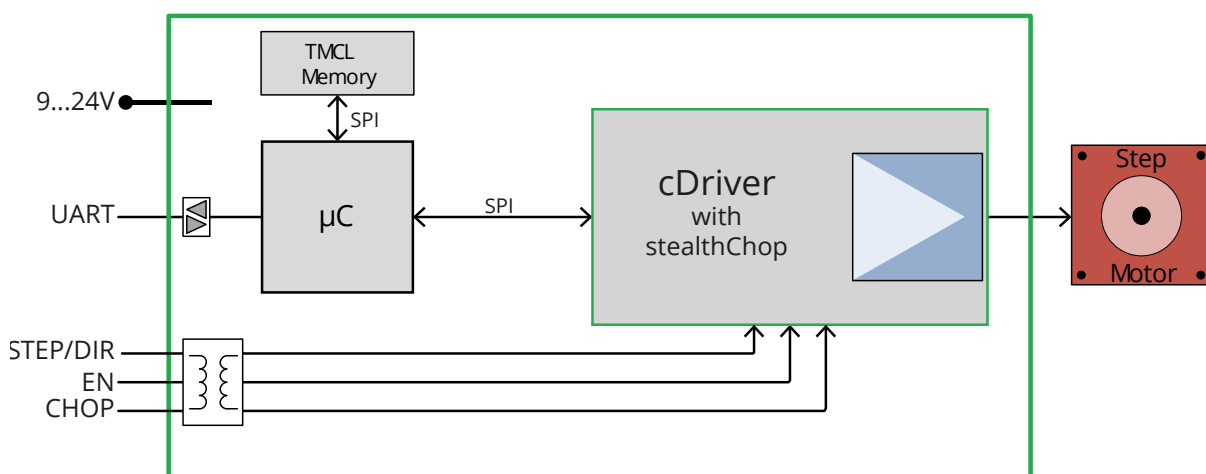 TMCL
Memory
9...24V
SPI
UART
µC
SPI
cDriver
with
stealthChop
Step
Motor
STEP/DIR
EN
CHOP